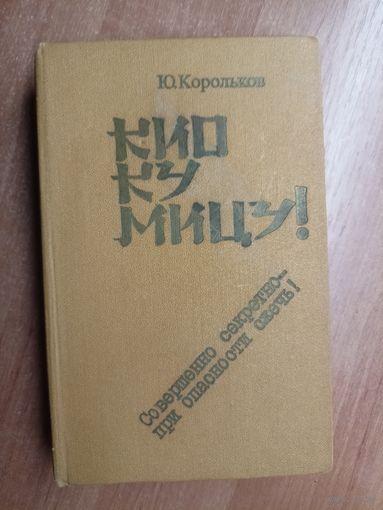 Ю. Корольков
КИО
КУ
МИЦУ!
Совершенно секретно—
при опасности сжечь!